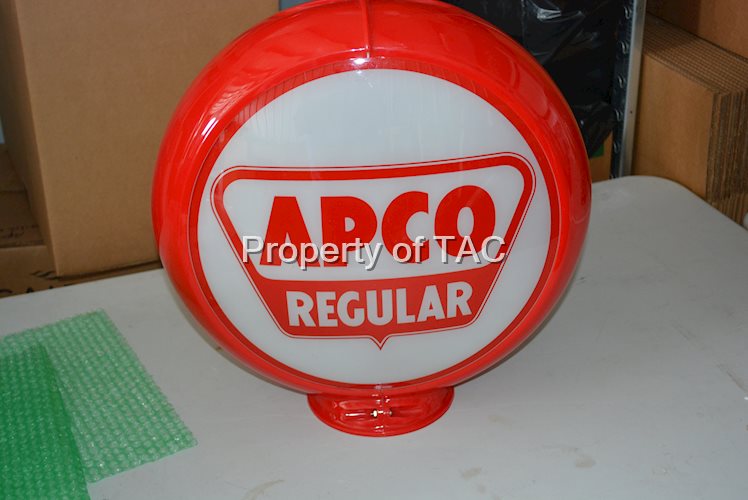 APCO
Property of TAC
REGULAR